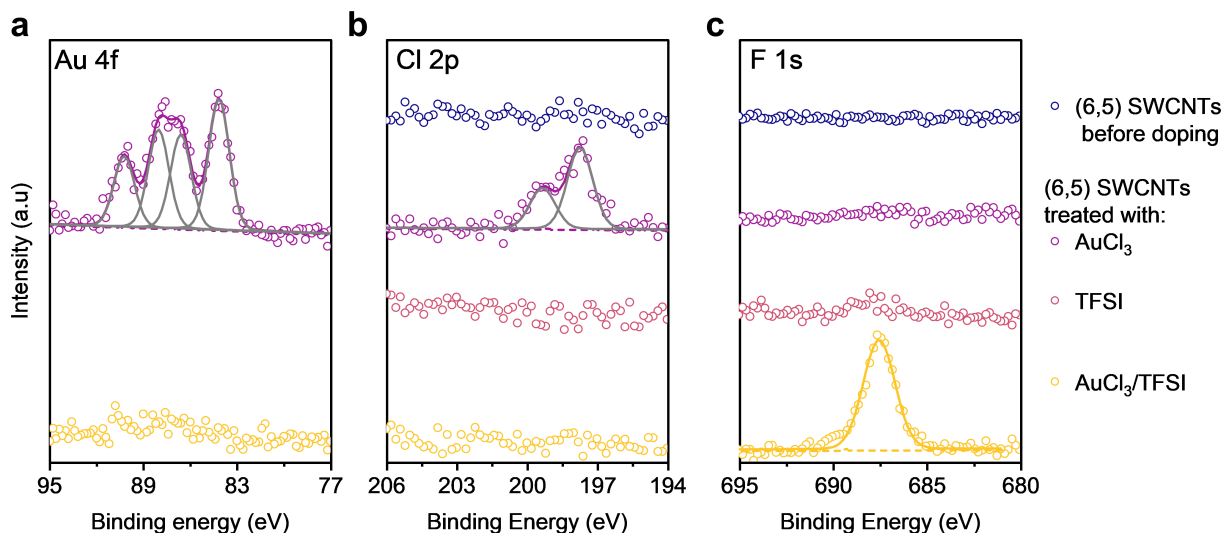 a
Au 4f
Intensity (a.u)
95
89
83
77
Binding energy (eV)
b
Cl 2p
206
203
200
197
194
Binding Energy (eV)
c
F 1s
695
690
685
680
Binding Energy (eV)
(6,5) SWCNTs
before doping
(6,5) SWCNTs
treated with:
AuCl₃
TFSI
AuCl₃/TFSI